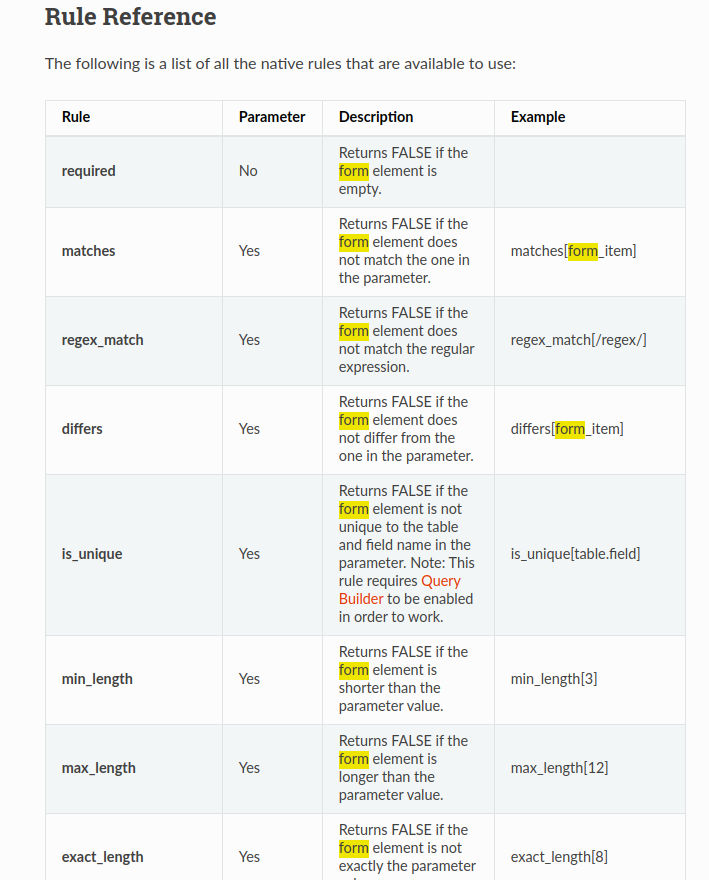 Rule Reference
The following is a list of all the native rules that are available to use:
Rule Parameter Description Example
required No Returns FALSE if the
form element is
empty.
matches Yes Returns FALSE if the
form element does
not match the one in
the parameter. matches[form_item]
regex_match Yes Returns FALSE if the
form element does
not match the regular
expression. regex_match[/regex/]
differs Yes Returns FALSE if the
form element does
not differ from the
one in the parameter. differs[form_item]
is_unique Yes Returns FALSE if the
form element is not
unique to the table
and field name in the
parameter. Note: This
rule requires Query
Builder to be enabled
in order to work. is_unique[table.field]
min_length Yes Returns FALSE if the
form element is
shorter than the
parameter value. min_length[3]
max_length Yes Returns FALSE if the
form element is
longer than the
parameter value. max_length[12]
exact_length Yes Returns FALSE if the
form element is not
exactly the parameter exact_length[8]